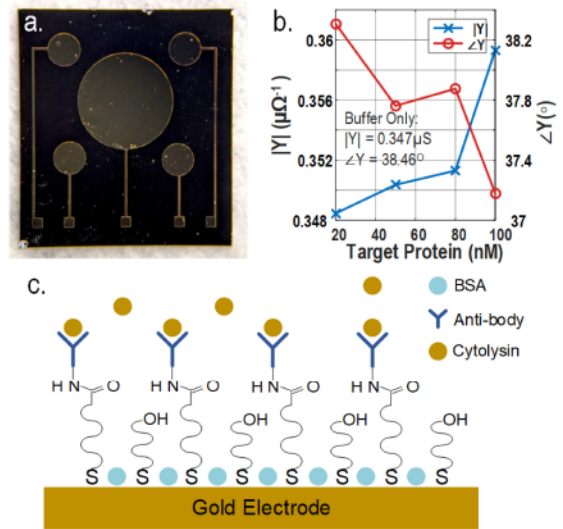 a.
b.
|Y|
∠Y
0.36
0.356
0.352
0.348
|Y| (µΩ⁻¹)
38.2
37.8
37.4
37
∠Y(○)
Buffer Only:
|Y| = 0.347µS
∠Y = 38.46○
20 40 60 80 100
Target Protein (nM)
c.
BSA
Anti-body
Cytolysin
H N O H N O H N O H N O
OH OH OH OH
S S S S S S S S
Gold Electrode